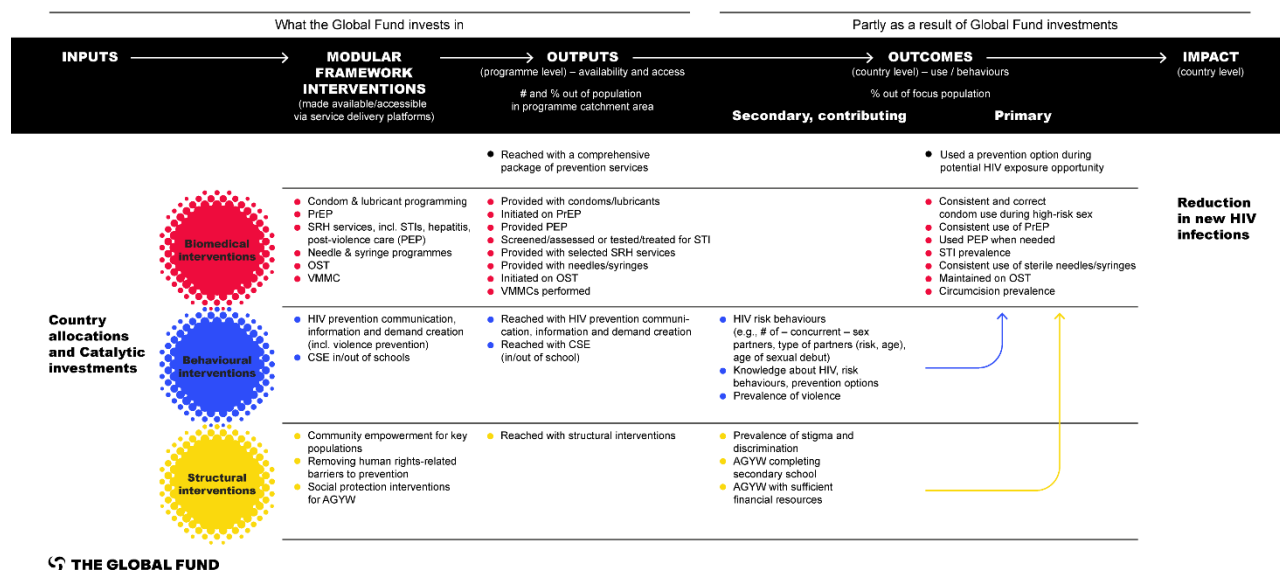 What the Global Fund invests in
Partly as a result of Global Fund investments
INPUTS
MODULAR
FRAMEWORK
INTERVENTIONS
(made available/accessible
via service delivery platforms)
OUTPUTS
(programme level) – availability and access
# and % out of population
in programme catchment area
OUTCOMES
(country level) – use / behaviours
% out of focus population
Secondary, contributing
Primary
IMPACT
(country level)
Reached with a comprehensive
package of prevention services
Used a prevention option during
potential HIV exposure opportunity
Country
allocations
and Catalytic
investments
Biomedical
interventions
Condom & lubricant programming
PrEP
SRH services, incl. STIs, hepatitis,
post-violence care (PEP)
Needle & syringe programmes
OST
VMMC
Provided with condoms/lubricants
Initiated on PrEP
Provided PEP
Screened/assessed or tested/treated for STI
Provided with selected SRH services
Provided with needles/syringes
Initiated on OST
VMMCs performed
Consistent and correct
condom use during high-risk sex
Consistent use of PrEP
Used PEP when needed
STI prevalence
Consistent use of sterile needles/syringes
Maintained on OST
Circumcision prevalence
Reduction
in new HIV
infections
Behavioural
interventions
HIV prevention communication,
information and demand creation
(incl. violence prevention)
CSE in/out of schools
Reached with HIV prevention communi-
cation, information and demand creation
Reached with CSE
(in/out of school)
HIV risk behaviours
(e.g., # of – concurrent – sex
partners, type of partners (risk, age),
age of sexual debut)
Knowledge about HIV, risk
behaviours, prevention options
Prevalence of violence
Structural
interventions
Community empowerment for key
populations
Removing human rights-related
barriers to prevention
Social protection interventions
for AGYW
Reached with structural interventions
Prevalence of stigma and
discrimination
AGYW completing
secondary school
AGYW with sufficient
financial resources
THE GLOBAL FUND